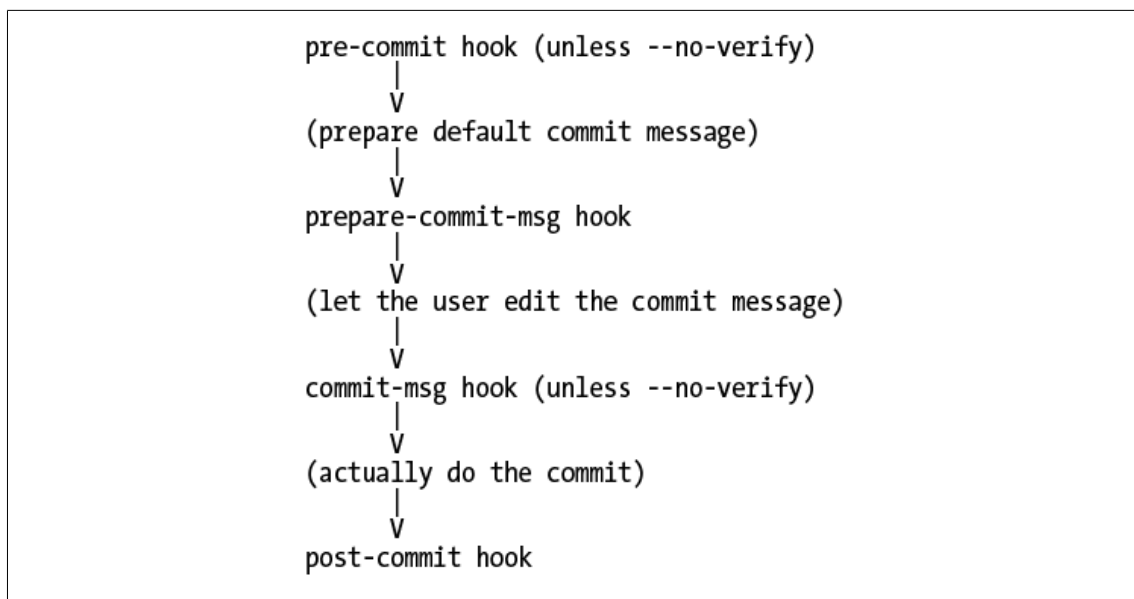 pre-commit hook (unless --no-verify)
|
V
(prepare default commit message)
|
V
prepare-commit-msg hook
|
V
(let the user edit the commit message)
|
V
commit-msg hook (unless --no-verify)
|
V
(actually do the commit)
|
V
post-commit hook